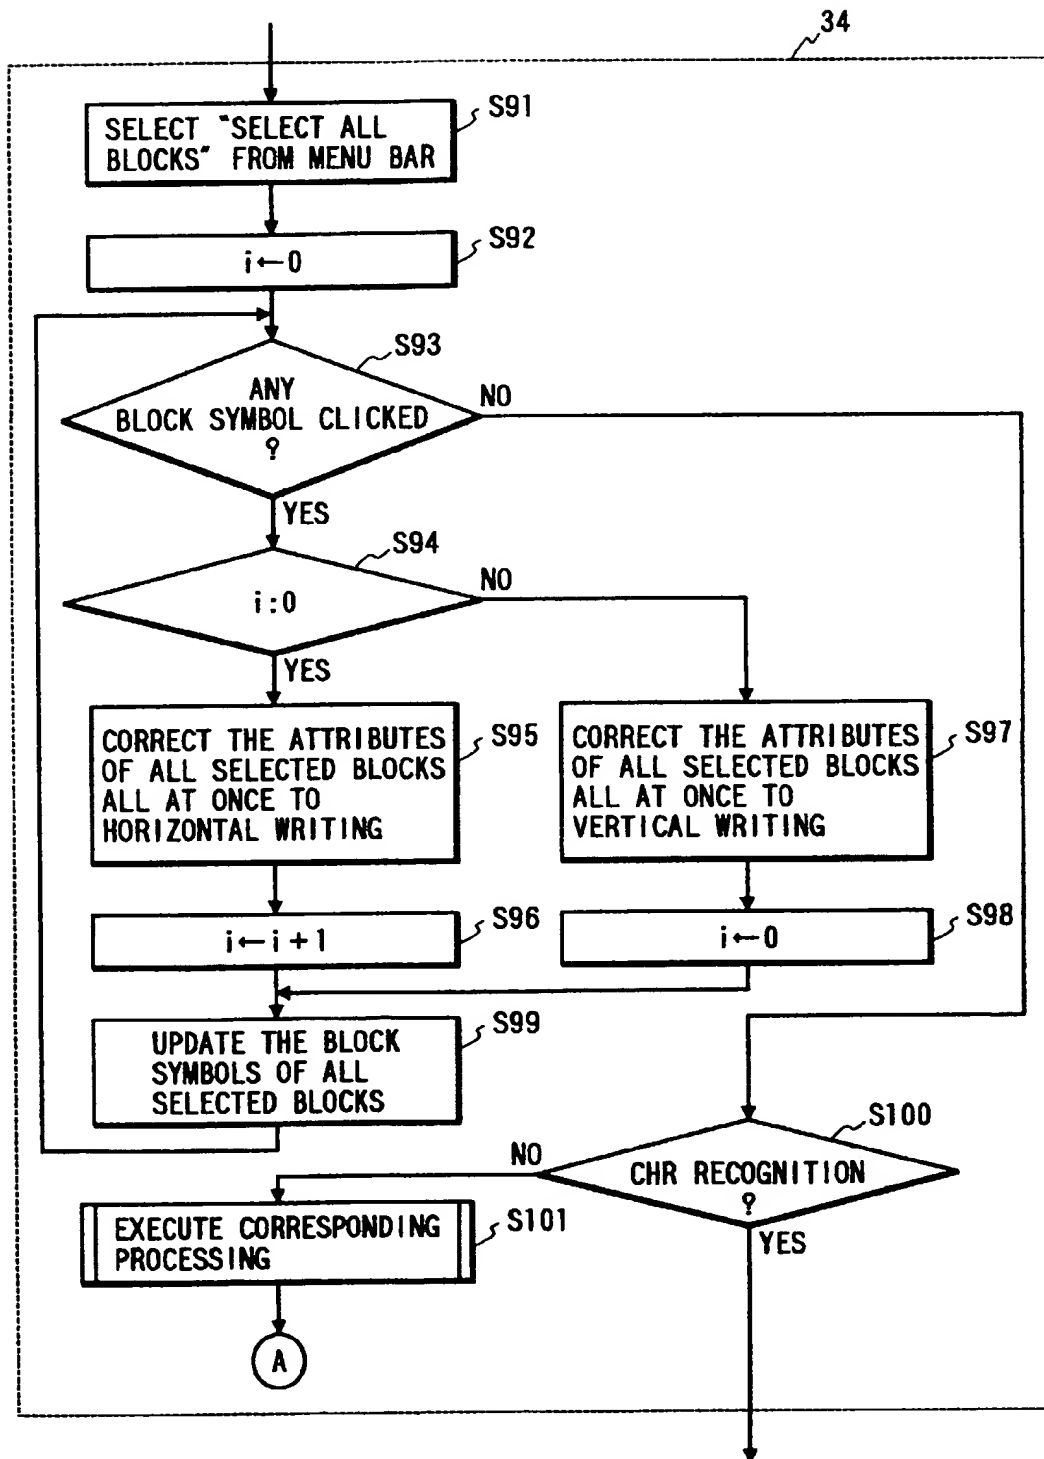 34
S91
SELECT "SELECT ALL
BLOCKS" FROM MENU BAR
S92
i←0
S93
ANY
BLOCK SYMBOL CLICKED
?
NO
YES
S94
i:0
NO
YES
S95
CORRECT THE ATTRIBUTES
OF ALL SELECTED BLOCKS
ALL AT ONCE TO
HORIZONTAL WRITING
S97
CORRECT THE ATTRIBUTES
OF ALL SELECTED BLOCKS
ALL AT ONCE TO
VERTICAL WRITING
S96
i←i+1
S98
i←0
S99
UPDATE THE BLOCK
SYMBOLS OF ALL
SELECTED BLOCKS
S100
CHR RECOGNITION
?
NO
YES
S101
EXECUTE CORRESPONDING
PROCESSING
A